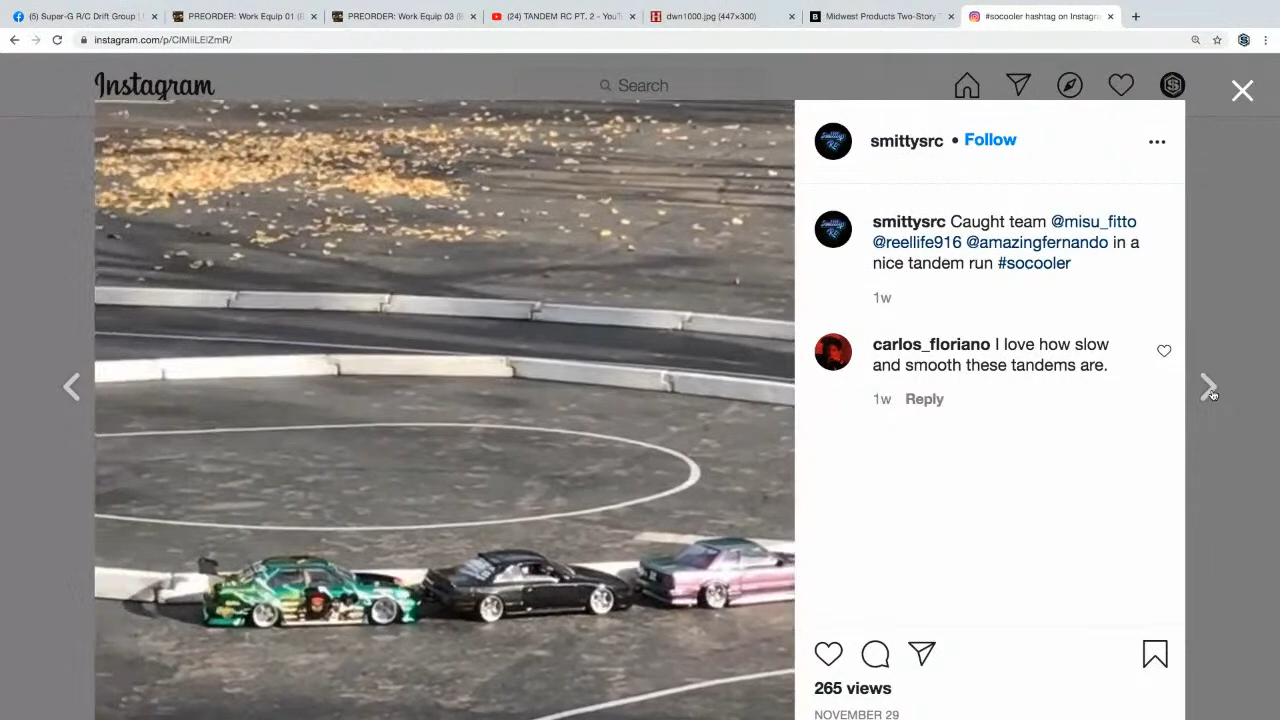 (5) Super-G R/C Drift Group |
PREORDER: Work Equip 01 (
PREORDER: Work Equip 03 (
(24) TANDEM RC PT. 2 - YouT
dwn1000.jpg (447×300)
Midwest Products Two-Story
#socooler hashtag on Instagra
instagram.com/p/CIMiiLElZmR/
Instagram
Search
smittysrc • Follow
smittysrc Caught team @misu_fitto
@reellife916 @amazingfernando in a
nice tandem run #socooler
1w
carlos_floriano I love how slow
and smooth these tandems are.
1w Reply
265 views
NOVEMBER 29